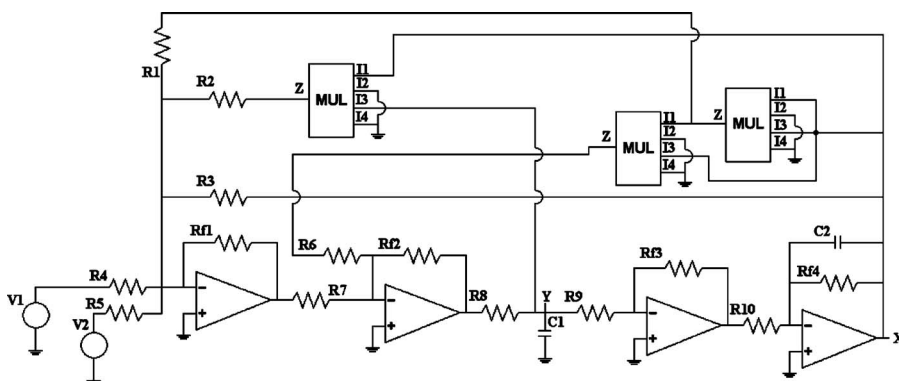 R1
R2
Z
MUL
I1
I2
I3
I4
Z
MUL
I1
I2
I3
I4
Z
MUL
I1
I2
I3
I4
R3
Rf1
R6
Rf2
C2
Rf3
Rf4
R4
V1
R5
V2
R7
R8
Y
C1
R9
R10
X
-
+
-
+
-
+
-
+